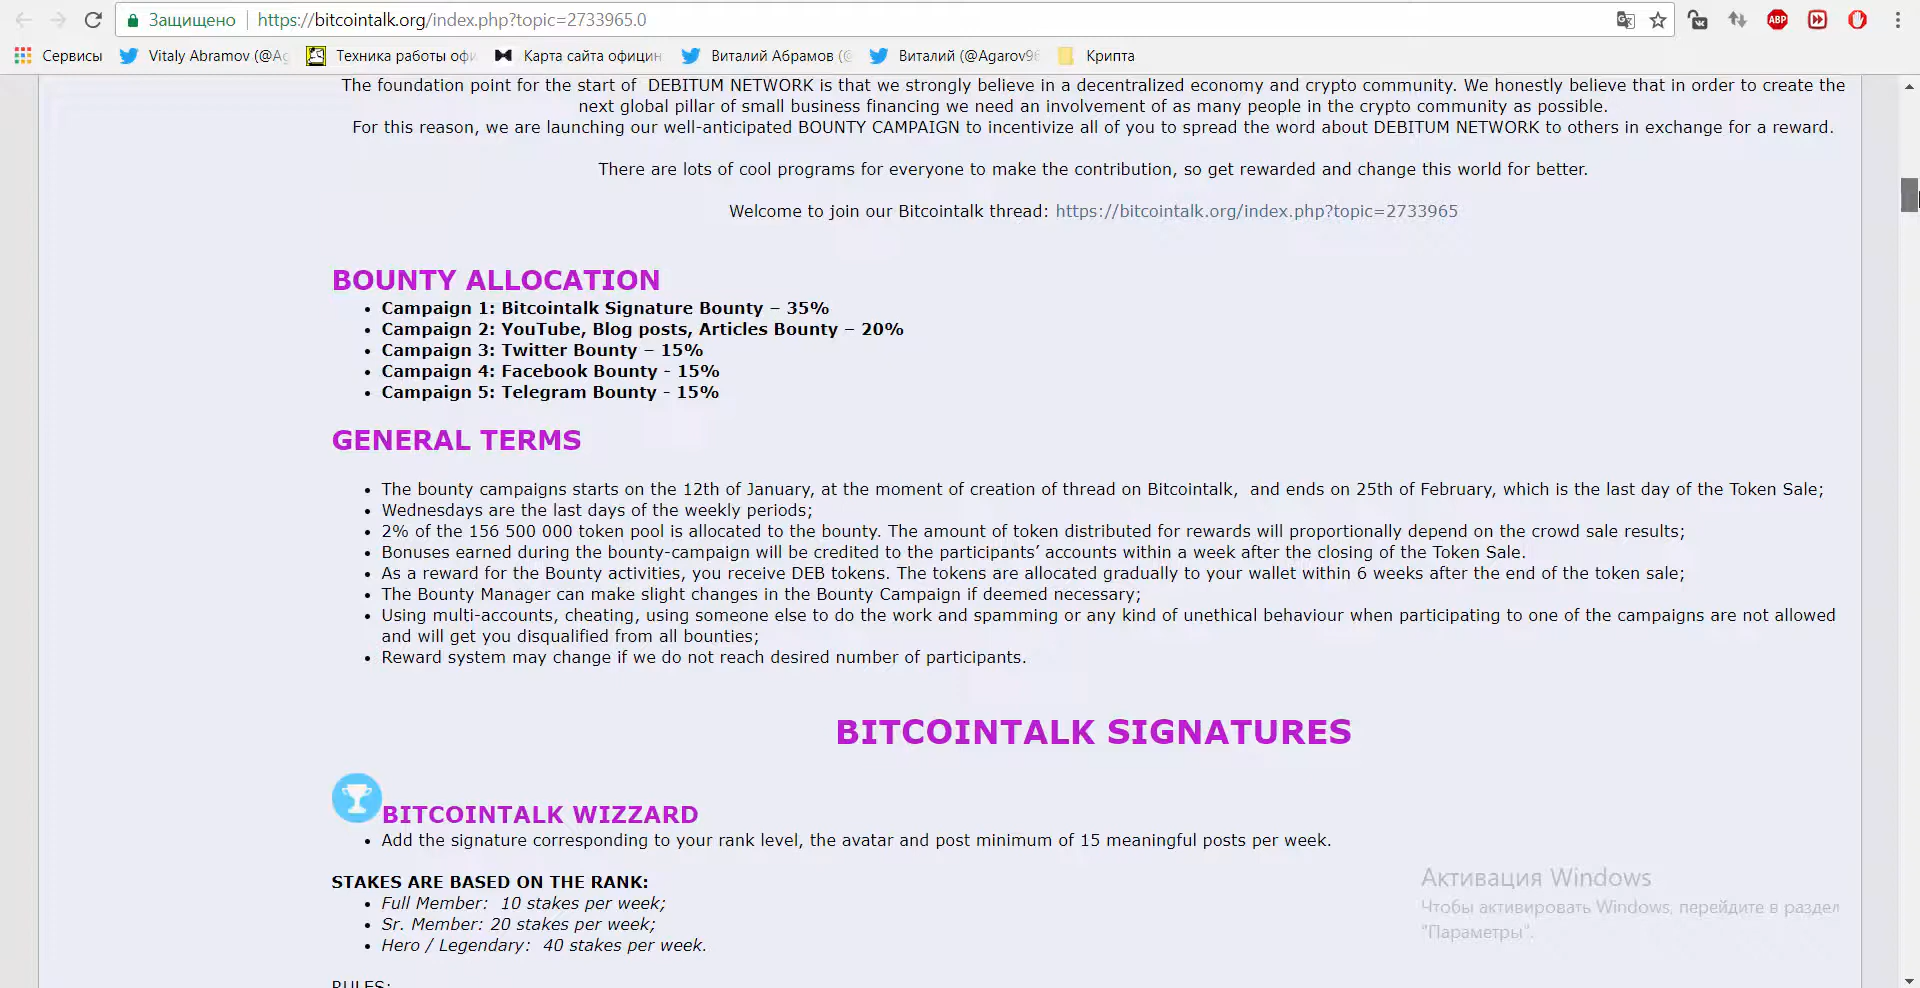 Защищено https://bitcointalk.org/index.php?topic=2733965.0
ABP
Сервисы Vitaly Abramov (@Ag Техника работы офи Карта сайта официн Виталий Абрамов (@ Виталий (@Agarov96 Крипта
The foundation point for the start of DEBITUM NETWORK is that we strongly believe in a decentralized economy and crypto community. We honestly believe that in order to create the
next global pillar of small business financing we need an involvement of as many people in the crypto community as possible.
For this reason, we are launching our well-anticipated BOUNTY CAMPAIGN to incentivize all of you to spread the word about DEBITUM NETWORK to others in exchange for a reward.
There are lots of cool programs for everyone to make the contribution, so get rewarded and change this world for better.
Welcome to join our Bitcointalk thread: https://bitcointalk.org/index.php?topic=2733965
BOUNTY ALLOCATION
• Campaign 1: Bitcointalk Signature Bounty – 35%
• Campaign 2: YouTube, Blog posts, Articles Bounty – 20%
• Campaign 3: Twitter Bounty – 15%
• Campaign 4: Facebook Bounty - 15%
• Campaign 5: Telegram Bounty - 15%
GENERAL TERMS
• The bounty campaigns starts on the 12th of January, at the moment of creation of thread on Bitcointalk, and ends on 25th of February, which is the last day of the Token Sale;
• Wednesdays are the last days of the weekly periods;
• 2% of the 156 500 000 token pool is allocated to the bounty. The amount of token distributed for rewards will proportionally depend on the crowd sale results;
• Bonuses earned during the bounty-campaign will be credited to the participants’ accounts within a week after the closing of the Token Sale.
• As a reward for the Bounty activities, you receive DEB tokens. The tokens are allocated gradually to your wallet within 6 weeks after the end of the token sale;
• The Bounty Manager can make slight changes in the Bounty Campaign if deemed necessary;
• Using multi-accounts, cheating, using someone else to do the work and spamming or any kind of unethical behaviour when participating to one of the campaigns are not allowed
and will get you disqualified from all bounties;
• Reward system may change if we do not reach desired number of participants.
BITCOINTALK SIGNATURES
BITCOINTALK WIZZARD
• Add the signature corresponding to your rank level, the avatar and post minimum of 15 meaningful posts per week.
STAKES ARE BASED ON THE RANK:
• Full Member: 10 stakes per week;
• Sr. Member: 20 stakes per week;
• Hero / Legendary: 40 stakes per week.
RULES:
Активация Windows
Чтобы активировать Windows, перейдите в раздел
"Параметры".